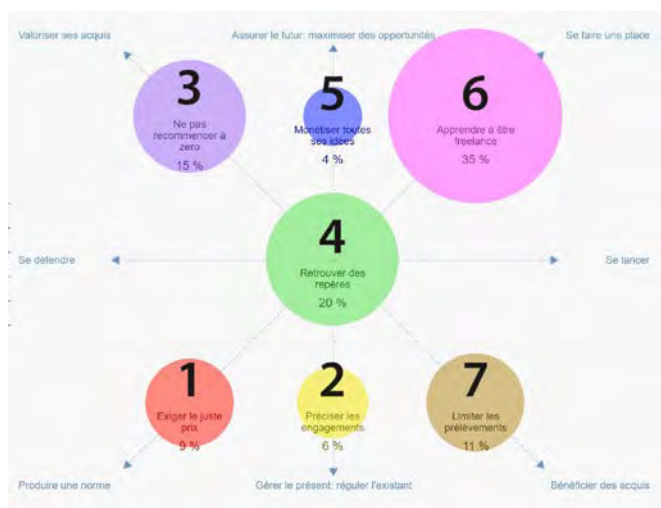 Valoriser ses acquis
Assurer le futur: maximiser des opportunités
Se faire une place
3
Ne pas
recommencer à
zero
15 %
5
Monétiser toutes
ses idées
4 %
6
Apprendre à être
freelance
35 %
Se défendre
4
Retrouver des
repères
20 %
Se lancer
1
Exiger le juste
prix
9 %
2
Préciser les
engagements
6 %
7
Limiter les
prélèvements
11 %
Produire une norme
Gérer le présent: réguler l'existant
Bénéficier des acquis